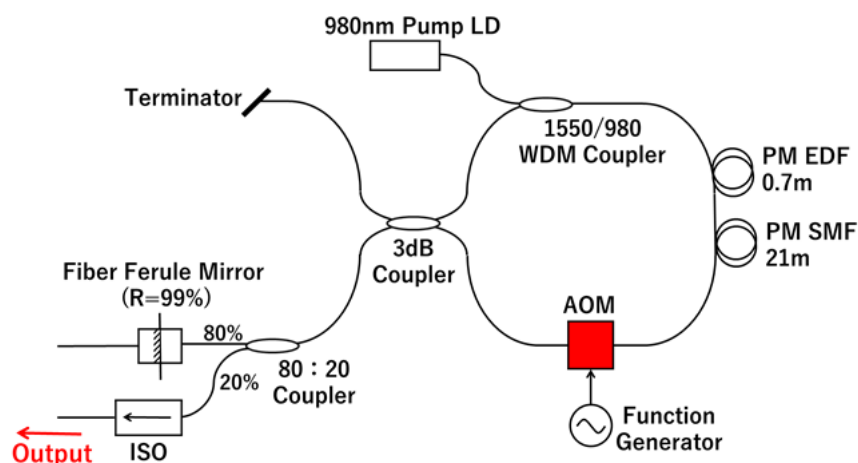 980nm Pump LD
Terminator
1550/980
WDM Coupler
PM EDF
0.7m
PM SMF
21m
3dB
Coupler
Fiber Ferule Mirror
(R=99%)
80%
20%
80：20
Coupler
AOM
Function
Generator
ISO
Output